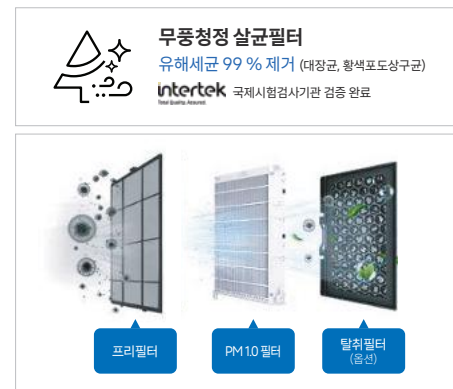 무풍청정 살균필터
유해세균 99 % 제거 (대장균, 황색포도상구균)
intertek 국제시험검사기관 검증 완료
Total Quality. Assured.
프리필터
PM 1.0 필터
탈취필터
(옵션)